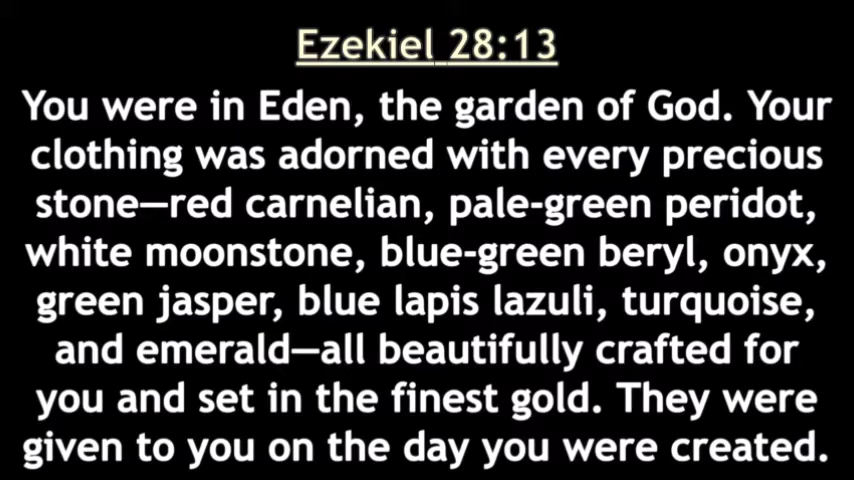 Ezekiel 28:13
You were in Eden, the garden of God. Your
clothing was adorned with every precious
stone—red carnelian, pale-green peridot,
white moonstone, blue-green beryl, onyx,
green jasper, blue lapis lazuli, turquoise,
and emerald—all beautifully crafted for
you and set in the finest gold. They were
given to you on the day you were created.